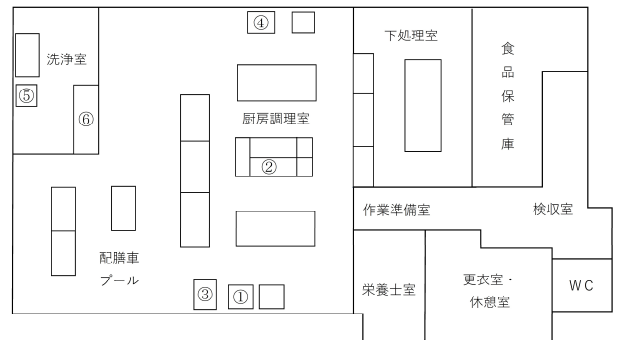 ④
下処理室
食品保管庫
洗浄室
⑤
⑥
厨房調理室
②
作業準備室
検収室
配膳車
プール
③
①
栄養士室
更衣室・
休憩室
WC